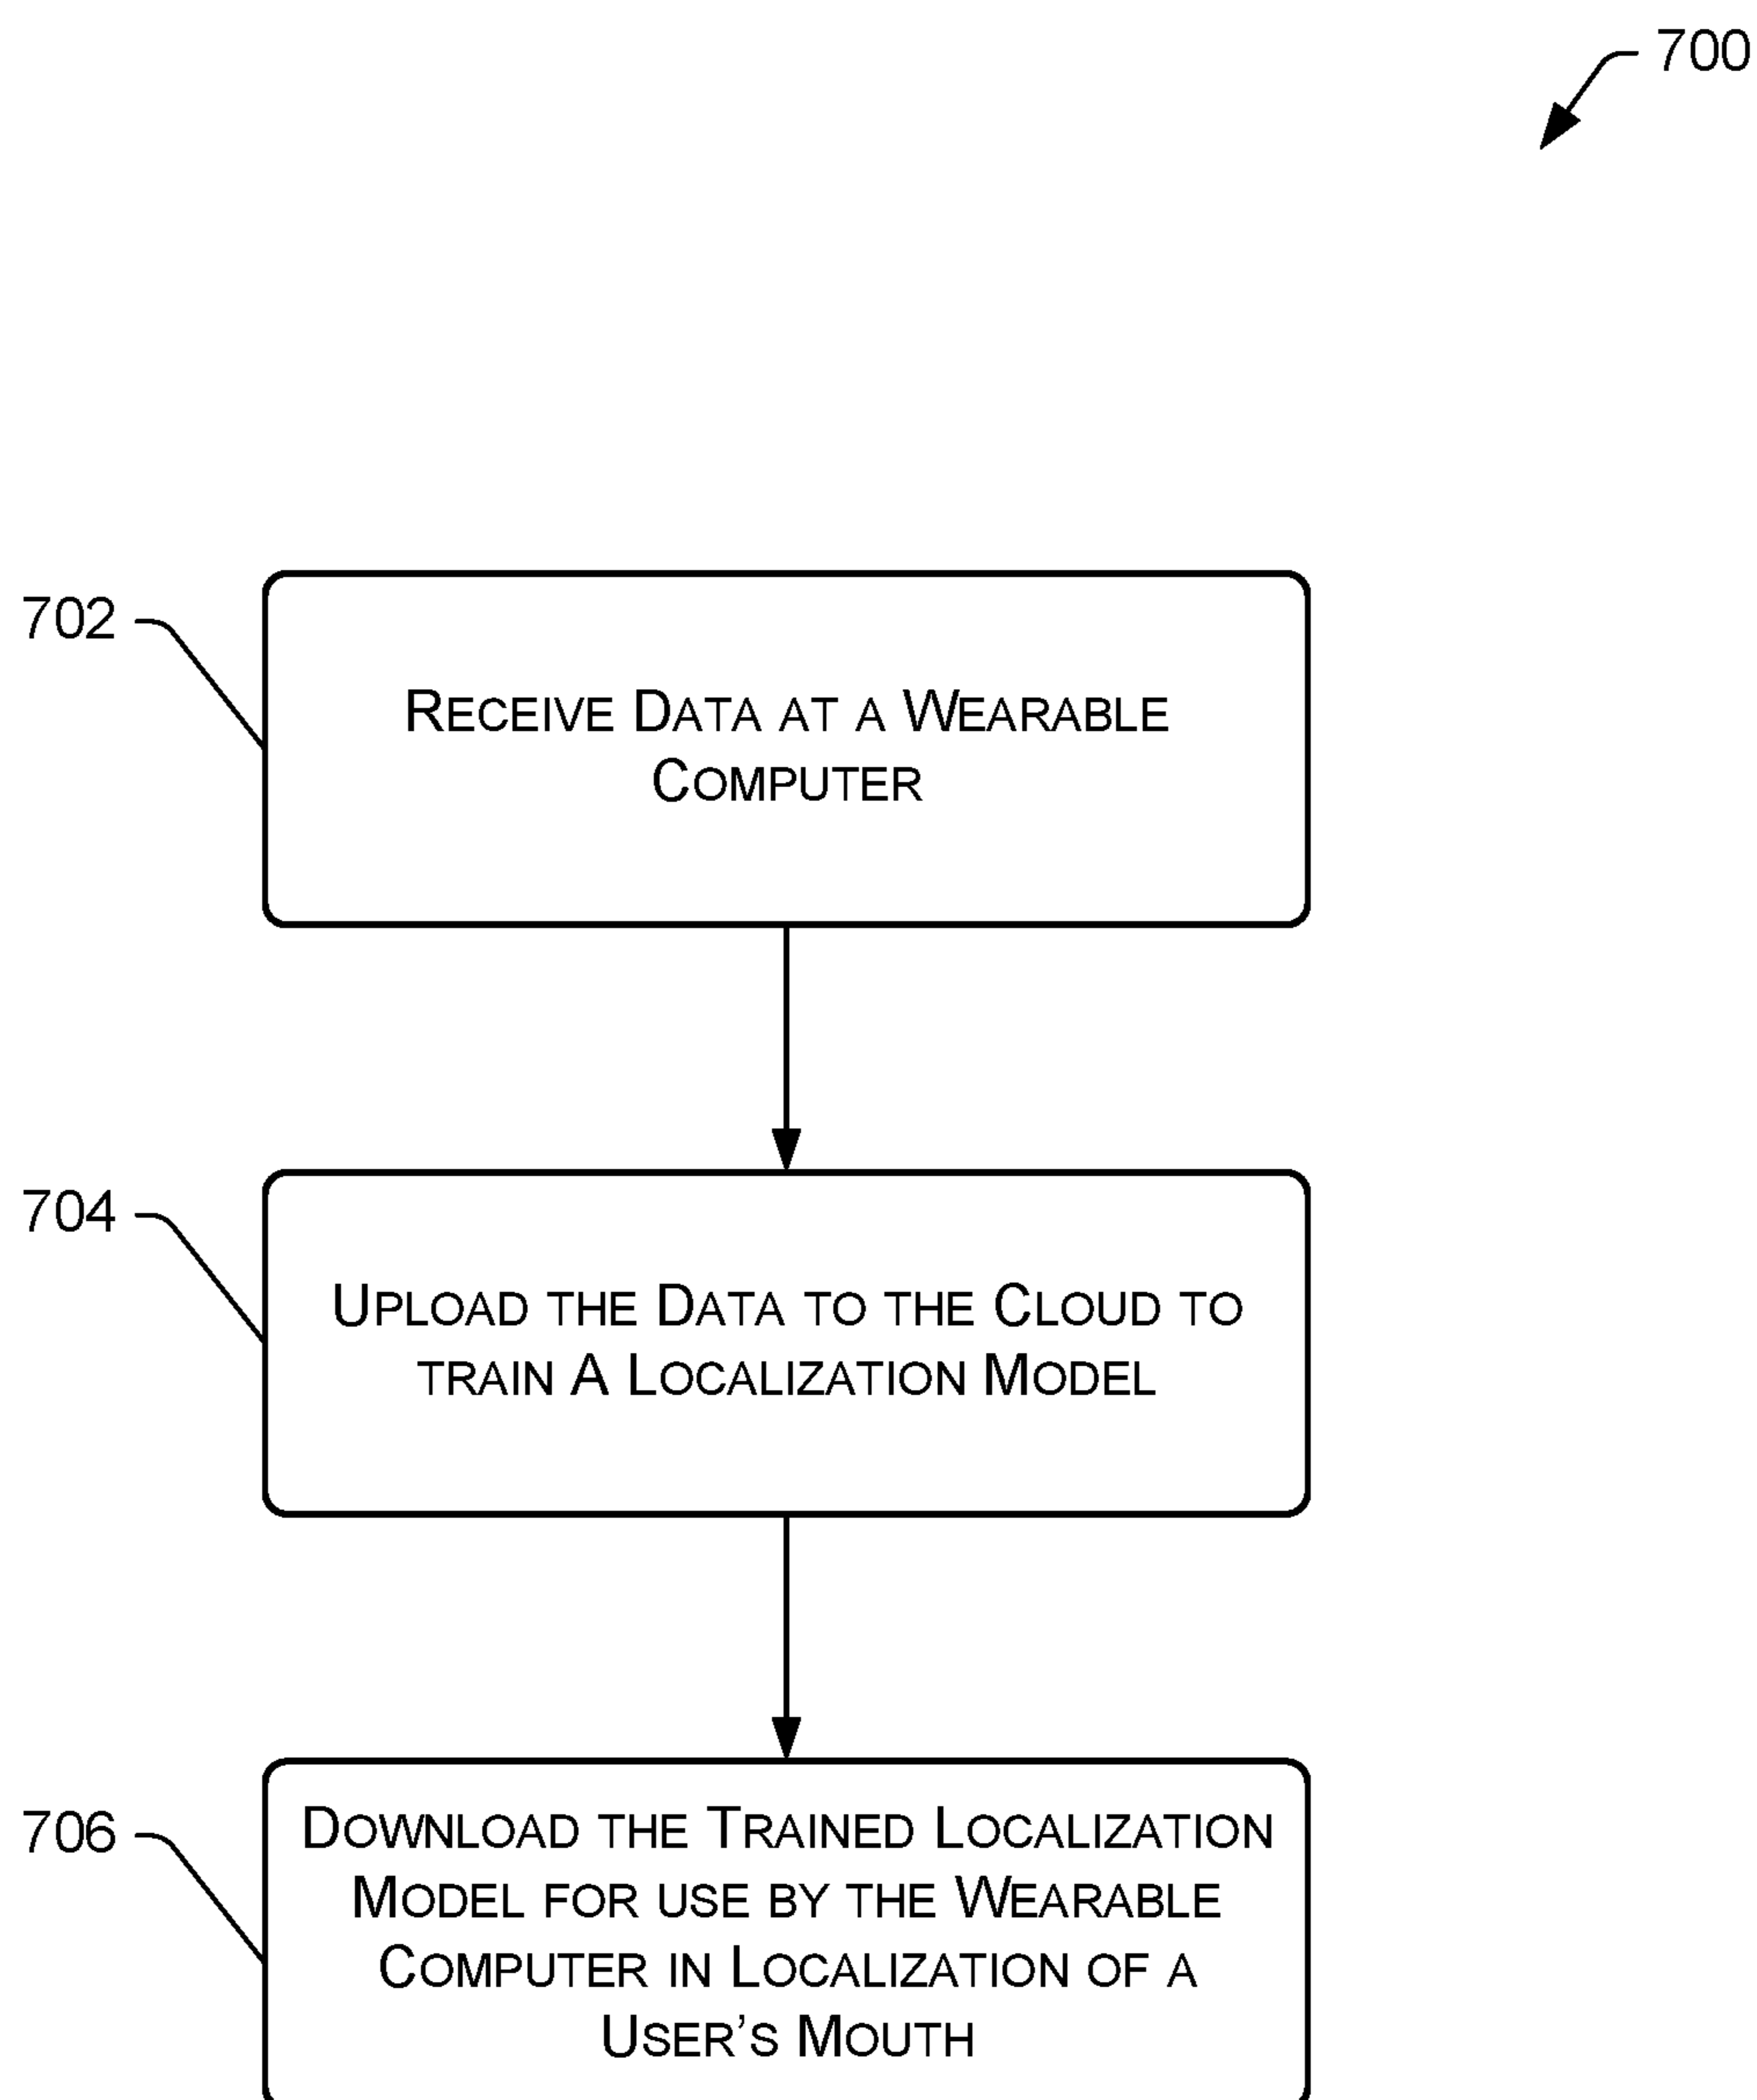 700
702
Receive Data at a Wearable
Computer
704
Upload the Data to the Cloud to
train A Localization Model
706
Download the Trained Localization
Model for use by the Wearable
Computer in Localization of a
User’s Mouth